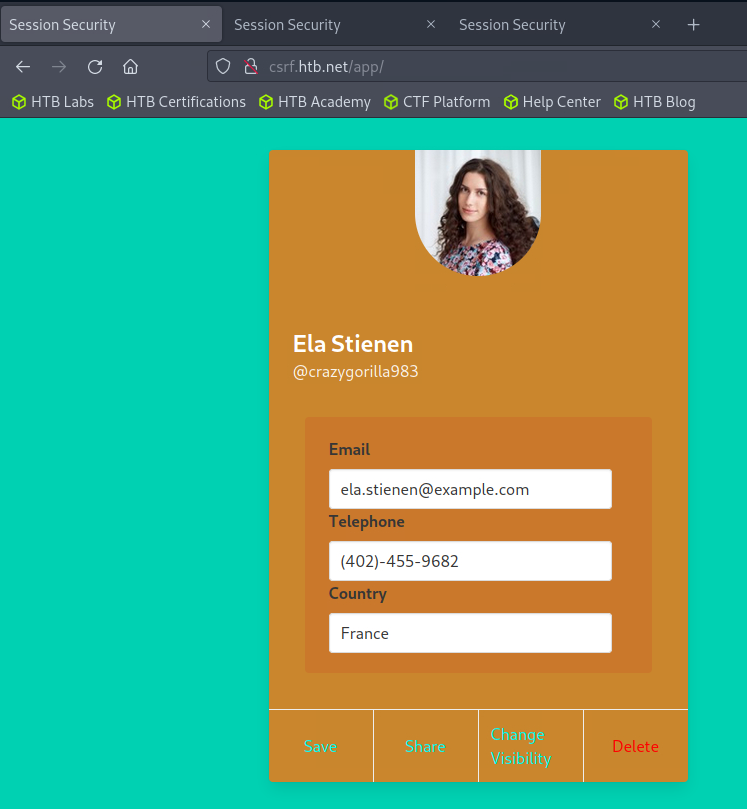 Session Security
Session Security
Session Security
csrf.htb.net/app/
HTB Labs
HTB Certifications
HTB Academy
CTF Platform
Help Center
HTB Blog
Ela Stienen
@crazygorilla983
Email
ela.stienen@example.com
Telephone
(402)-455-9682
Country
France
Save
Share
Change
Visibility
Delete